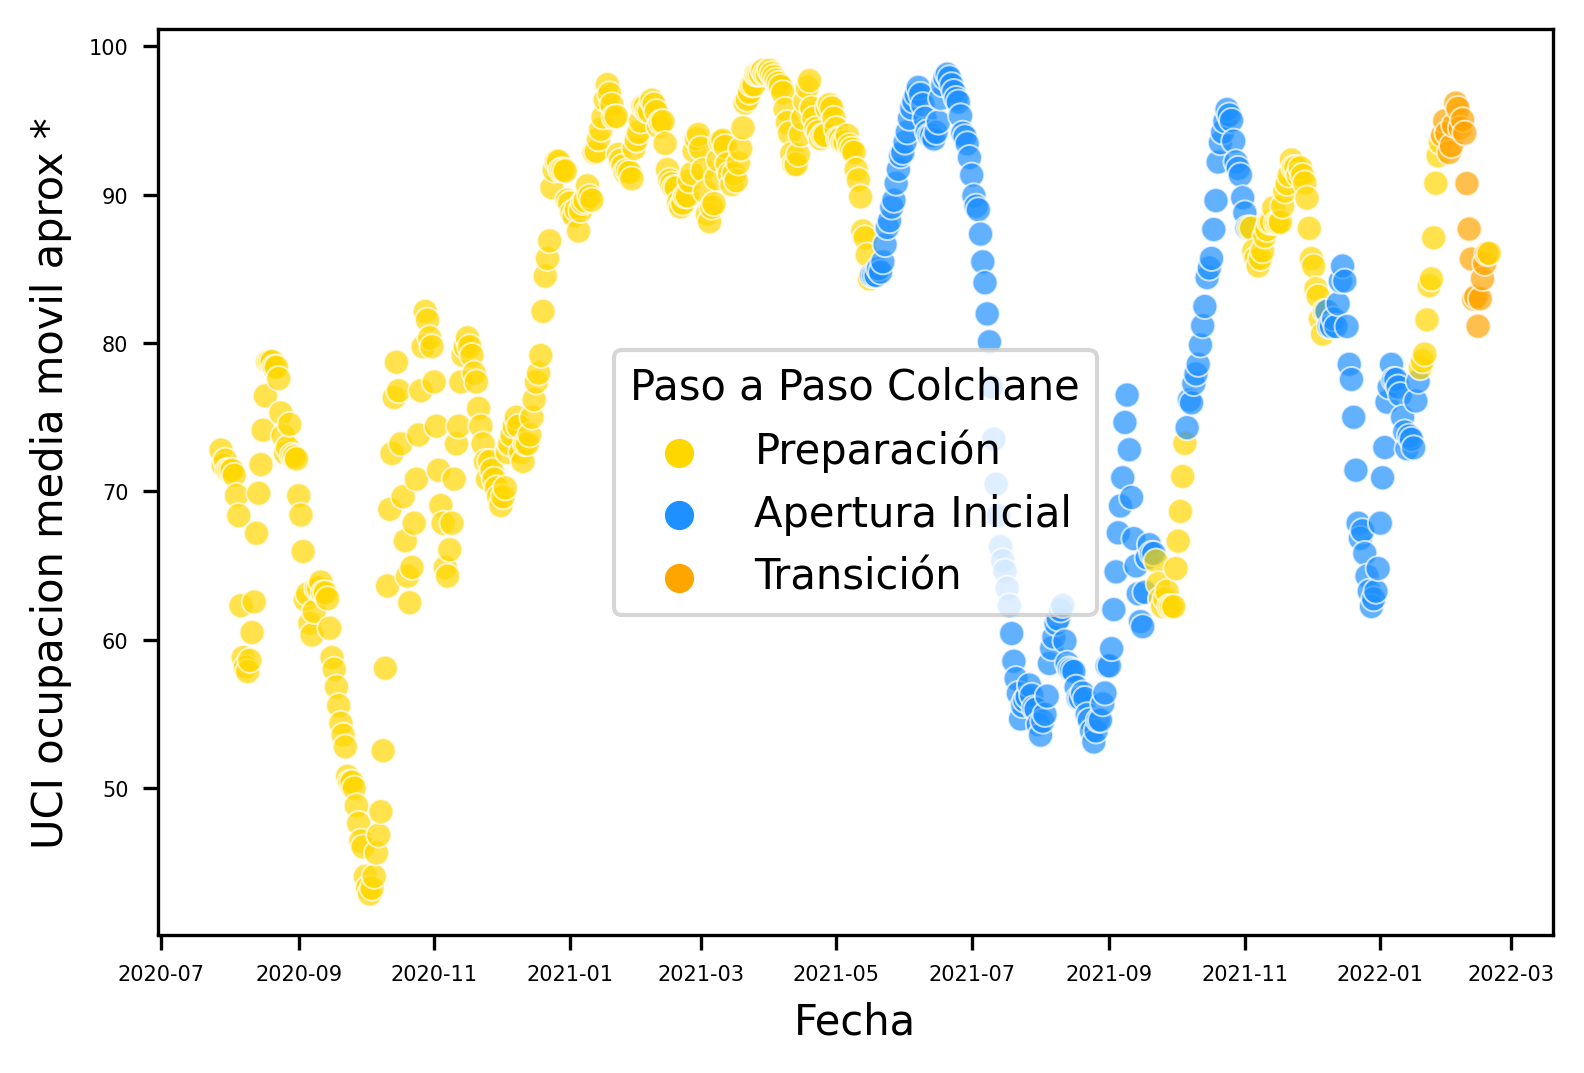 UCI ocupacion media movil aprox *
100
90
80
70
60
50
Paso a Paso Colchane
Preparación
Apertura Inicial
Transición
2020-07 2020-09 2020-11 2021-01 2021-03 2021-05 2021-07 2021-09 2021-11 2022-01 2022-03
Fecha